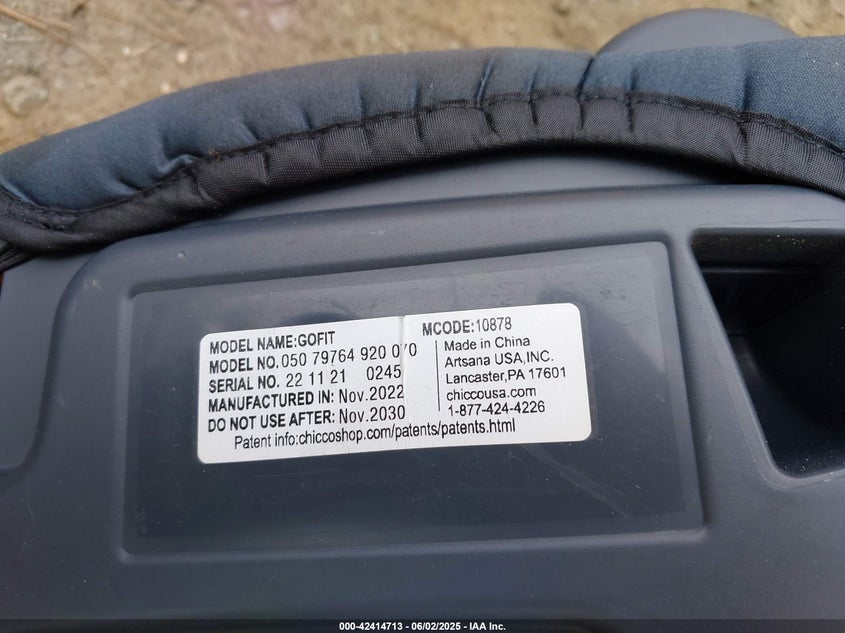 MODEL NAME:GOFIT
MODEL NO.050 79764 920 070
SERIAL NO. 22 11 21 0245
MANUFACTURED IN: Nov.2022
DO NOT USE AFTER: Nov.2030
MCODE:10878
Made in China
Artsana USA,INC.
Lancaster,PA 17601
chiccousa.com
1-877-424-4226
Patent info:chiccoshop.com/patents/patents.html
000-42414713 - 06/02/2025 - IAA Inc.